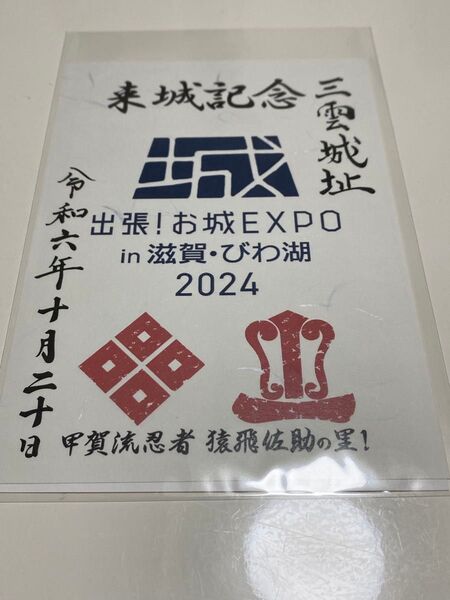 来城記念
三雲城址
城
出張!お城EXPO
in 滋賀・びわ湖
2024
令和六年十月二十日
甲賀流忍者 猿飛佐助の里!